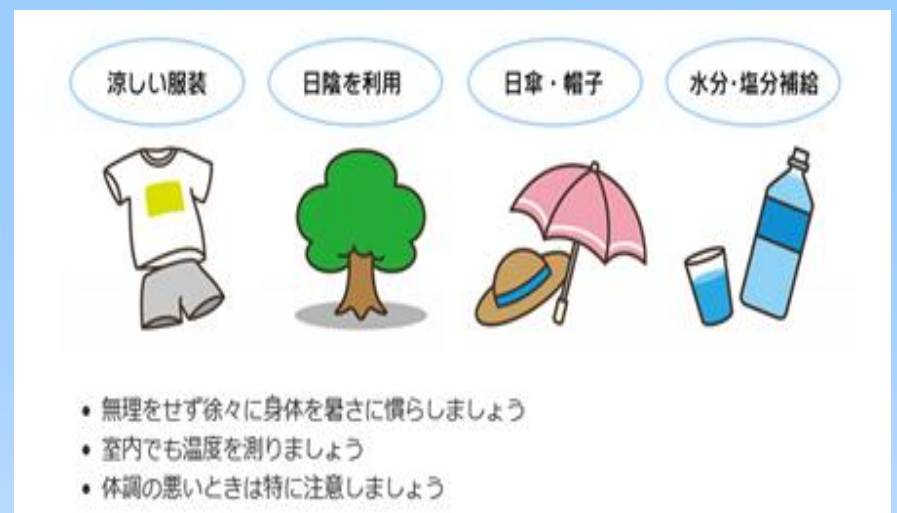 涼しい服装
日陰を利用
日傘・帽子
水分・塩分補給
• 無理をせず徐々に身体を暑さに慣らしましょう
• 室内でも温度を測りましょう
• 体調の悪いときは特に注意しましょう